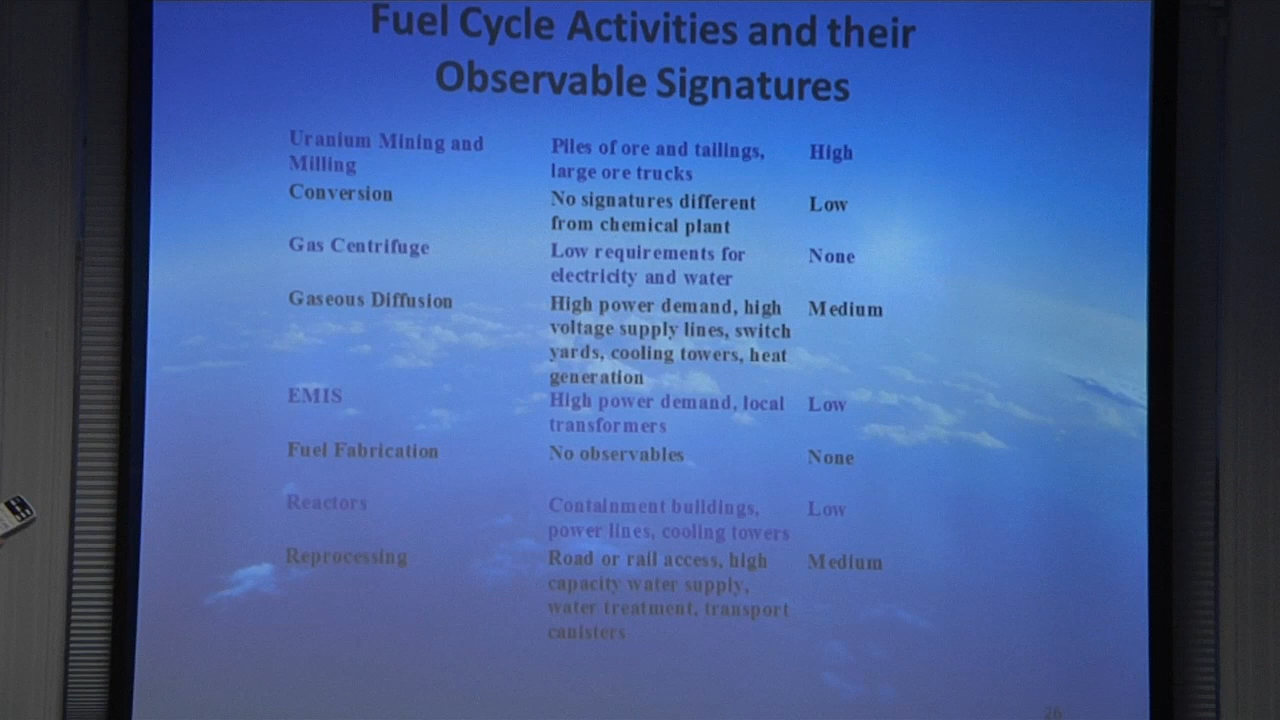 Fuel Cycle Activities and their
Observable Signatures
Uranium Mining and
Milling
Piles of ore and tailings,
large ore trucks
High
Conversion
No signatures different
from chemical plant
Low
Gas Centrifuge
Low requirements for
electricity and water
None
Gaseous Diffusion
High power demand, high
voltage supply lines, switch
yards, cooling towers, heat
generation
Medium
EMIS
High power demand, local
transformers
Low
Fuel Fabrication
No observables
None
Reactors
Containment buildings,
power lines, cooling towers
Low
Reprocessing
Road or rail access, high
capacity water supply,
water treatment, transport
canisters
Medium